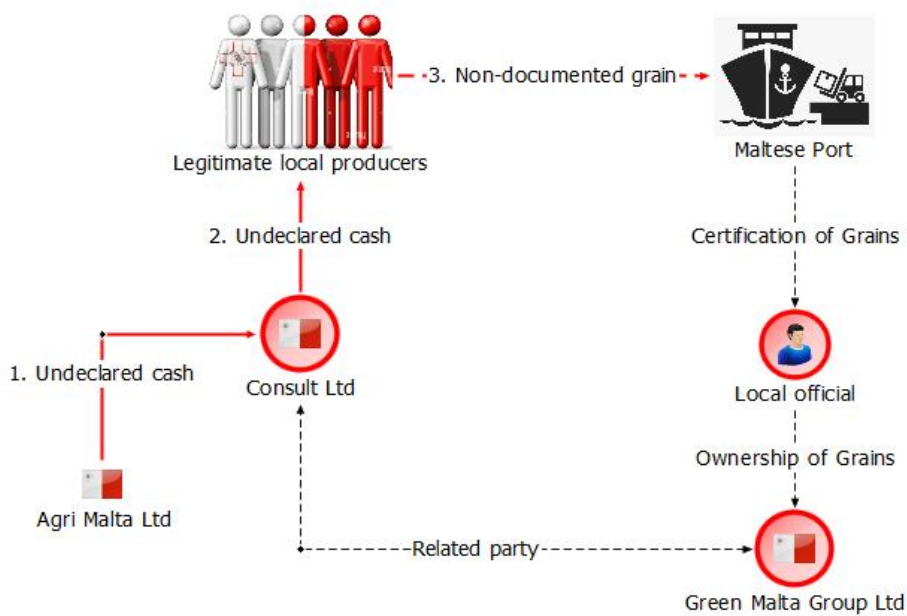 3. Non-documented grain
Legitimate local producers
Maltese Port
2. Undeclared cash
Certification of Grains
1. Undeclared cash
Consult Ltd
Local official
Ownership of Grains
Agri Malta Ltd
Related party
Green Malta Group Ltd